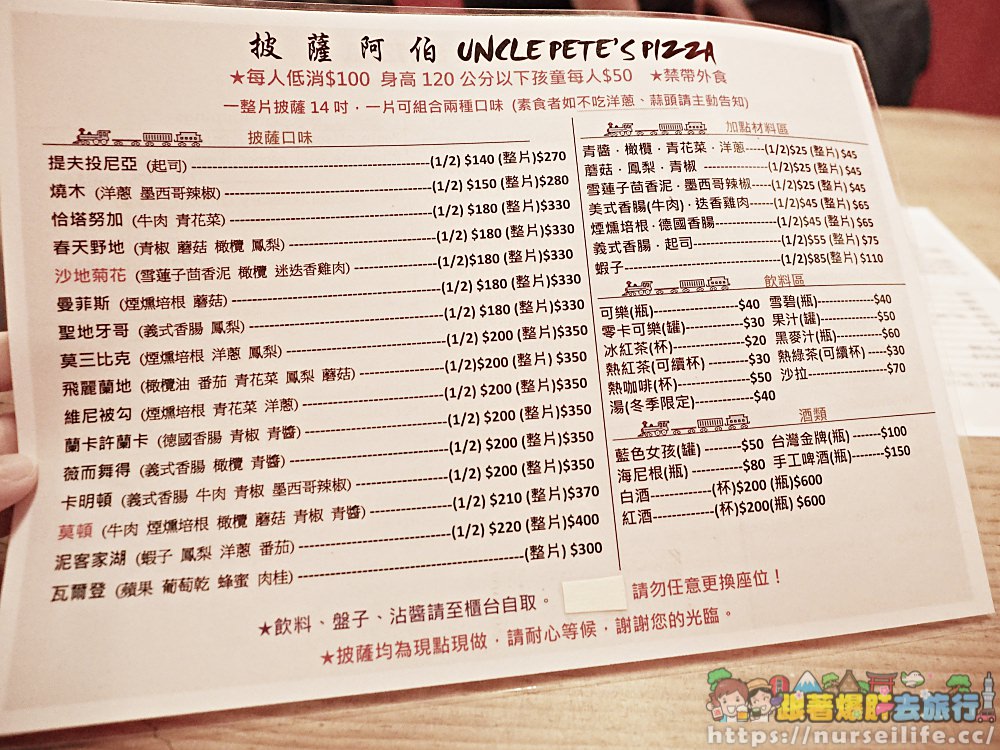 披薩阿伯 UNCLE PETE'S PIZZA
★每人低消$100 身高 120 公分以下孩童每人$50 ★禁帶外食
一整片披薩 14 吋，一片可組合兩種口味 (素食者如不吃洋蔥、蒜頭請主動告知)
披薩口味
提夫投尼亞 (起司) ---(1/2) $140 (整片)$270
燒木 (洋蔥 墨西哥辣椒) ---(1/2) $150 (整片)$280
恰塔努加 (牛肉 青花菜) ---(1/2) $180 (整片)$330
春天野地 (青椒 蘑菇 橄欖 鳳梨) ---(1/2) $180 (整片)$330
沙地菊花 (雪蓮子茴香泥 橄欖 迷迭香雞肉) ---(1/2)$180 (整片)$330
曼菲斯 (煙燻培根 蘑菇) ---(1/2) $180 (整片)$330
聖地牙哥 (義式香腸 鳳梨) ---(1/2) $180 (整片)$330
莫三比克 (煙燻培根 洋蔥 鳳梨) ---(1/2) $200 (整片)$350
飛麗蘭地 (橄欖油 番茄 青花菜 鳳梨 蘑菇) ---(1/2)$200 (整片)$350
維尼被勾 (煙燻培根 青花菜 洋蔥) ---(1/2) $200 (整片)$350
蘭卡許蘭卡 (德國香腸 青椒 青醬) ---(1/2) $200 (整片)$350
薇而舞得 (義式香腸 橄欖 青醬) ---(1/2) $200 (整片)$350
卡明頓 (義式香腸 牛肉 青椒 墨西哥辣椒) ---(1/2) $200 (整片)$350
莫頓 (牛肉 煙燻培根 橄欖 蘑菇 青椒 青醬) ---(1/2) $210 (整片)$370
泥客家湖 (蝦子 鳳梨 洋蔥 番茄) ---(1/2) $220 (整片)$400
瓦爾登 (蘋果 葡萄乾 蜂蜜 肉桂) ---(整片) $300
加點材料區
青醬．橄欖．青花菜．洋蔥---(1/2)$25 (整片) $45
蘑菇．鳳梨．青椒 ---(1/2)$25 (整片) $45
雪蓮子茴香泥．墨西哥辣椒---(1/2)$25 (整片) $45
美式香腸(牛肉)．迭香雞肉---(1/2)$45 (整片) $65
煙燻培根．德國香腸---(1/2)$45 (整片) $65
義式香腸．起司---(1/2)$55 (整片) $75
蝦子---(1/2)$85(整片) $110
飲料區
可樂(瓶)---$40 雪碧(瓶)---$40
零卡可樂(罐)---$30 果汁(罐)---$50
冰紅茶(杯)---$20 黑麥汁(瓶)---$60
熱紅茶(可續杯)---$30 熱綠茶(可續杯)---$30
熱咖啡(杯)---$50 沙拉---$70
湯(冬季限定)---$40
酒類
藍色女孩(罐)---$50 台灣金牌(瓶)---$100
海尼根(瓶)---$80 手工啤酒(瓶)---$150
白酒---(杯)$200 (瓶)$600
紅酒---(杯)$200(瓶) $600
★飲料、盤子、沾醬請至櫃台自取。 請勿任意更換座位！
★披薩均為現點現做，請耐心等候，謝謝您的光臨。
跟著爆肝去旅行
https://nurseilife.cc/